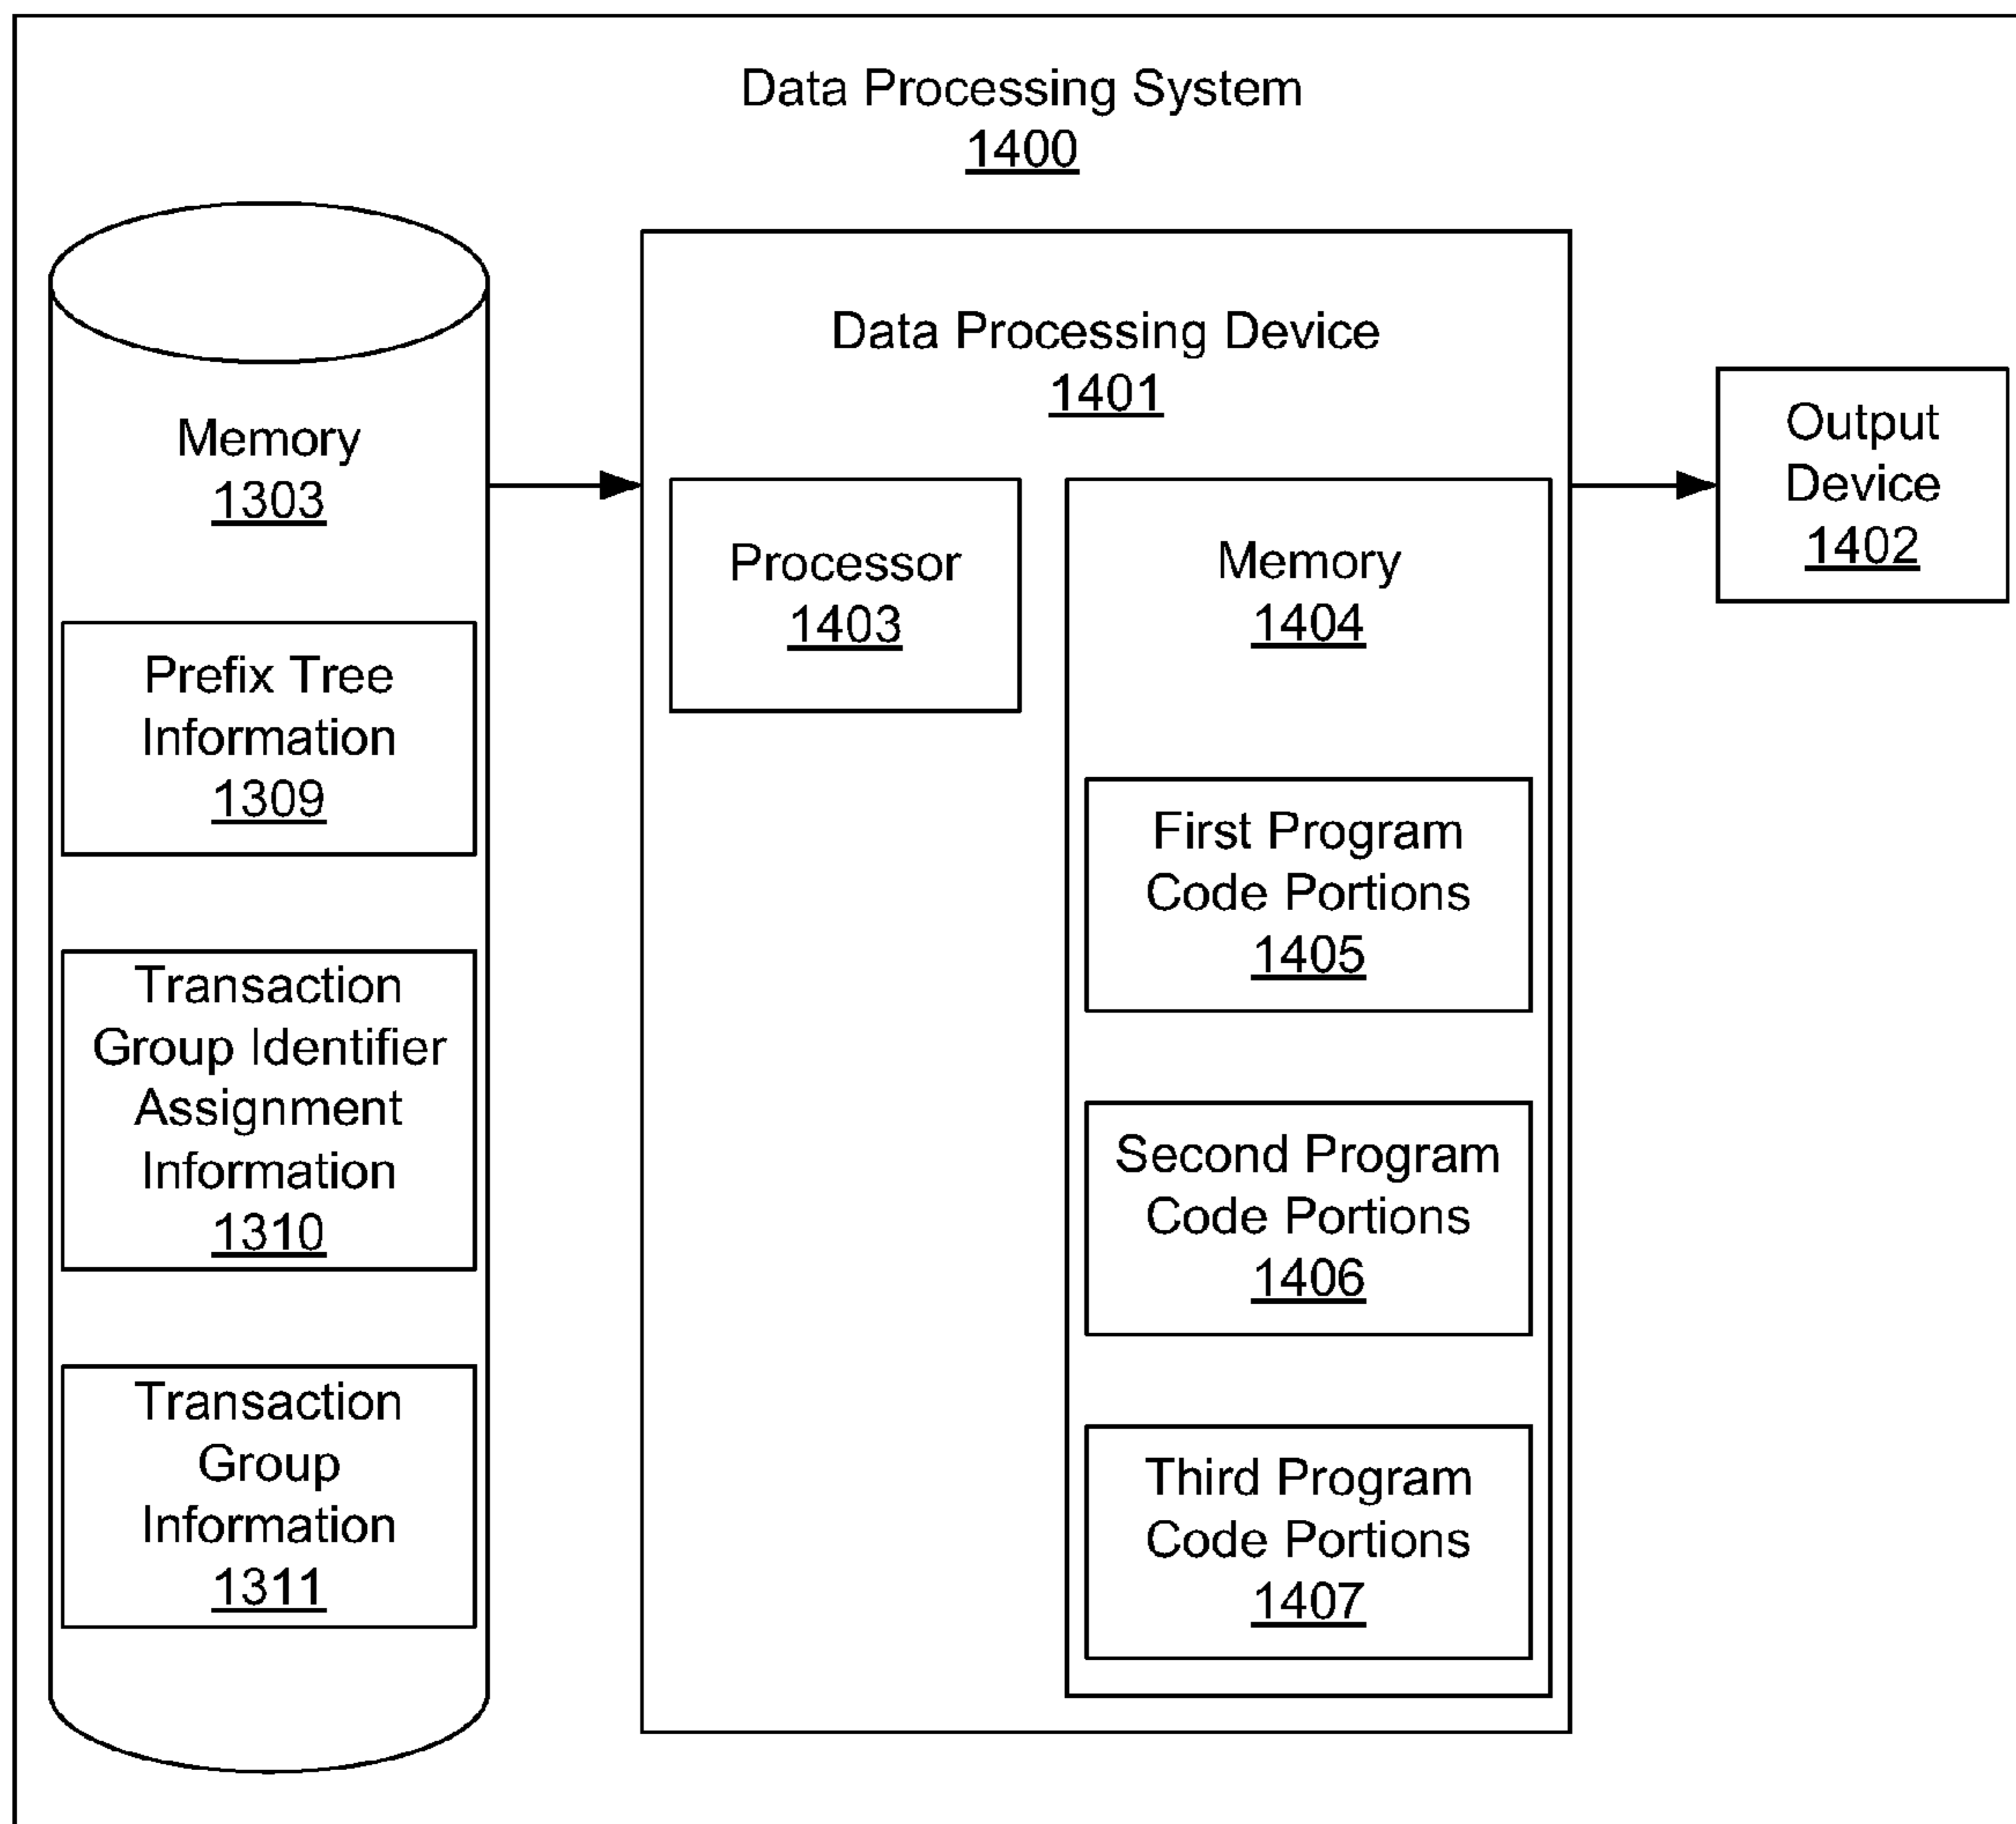 Data Processing System
1400
Memory
1303
Prefix Tree
Information
1309
Transaction
Group Identifier
Assignment
Information
1310
Transaction
Group
Information
1311
Data Processing Device
1401
Processor
1403
Memory
1404
First Program
Code Portions
1405
Second Program
Code Portions
1406
Third Program
Code Portions
1407
Output
Device
1402